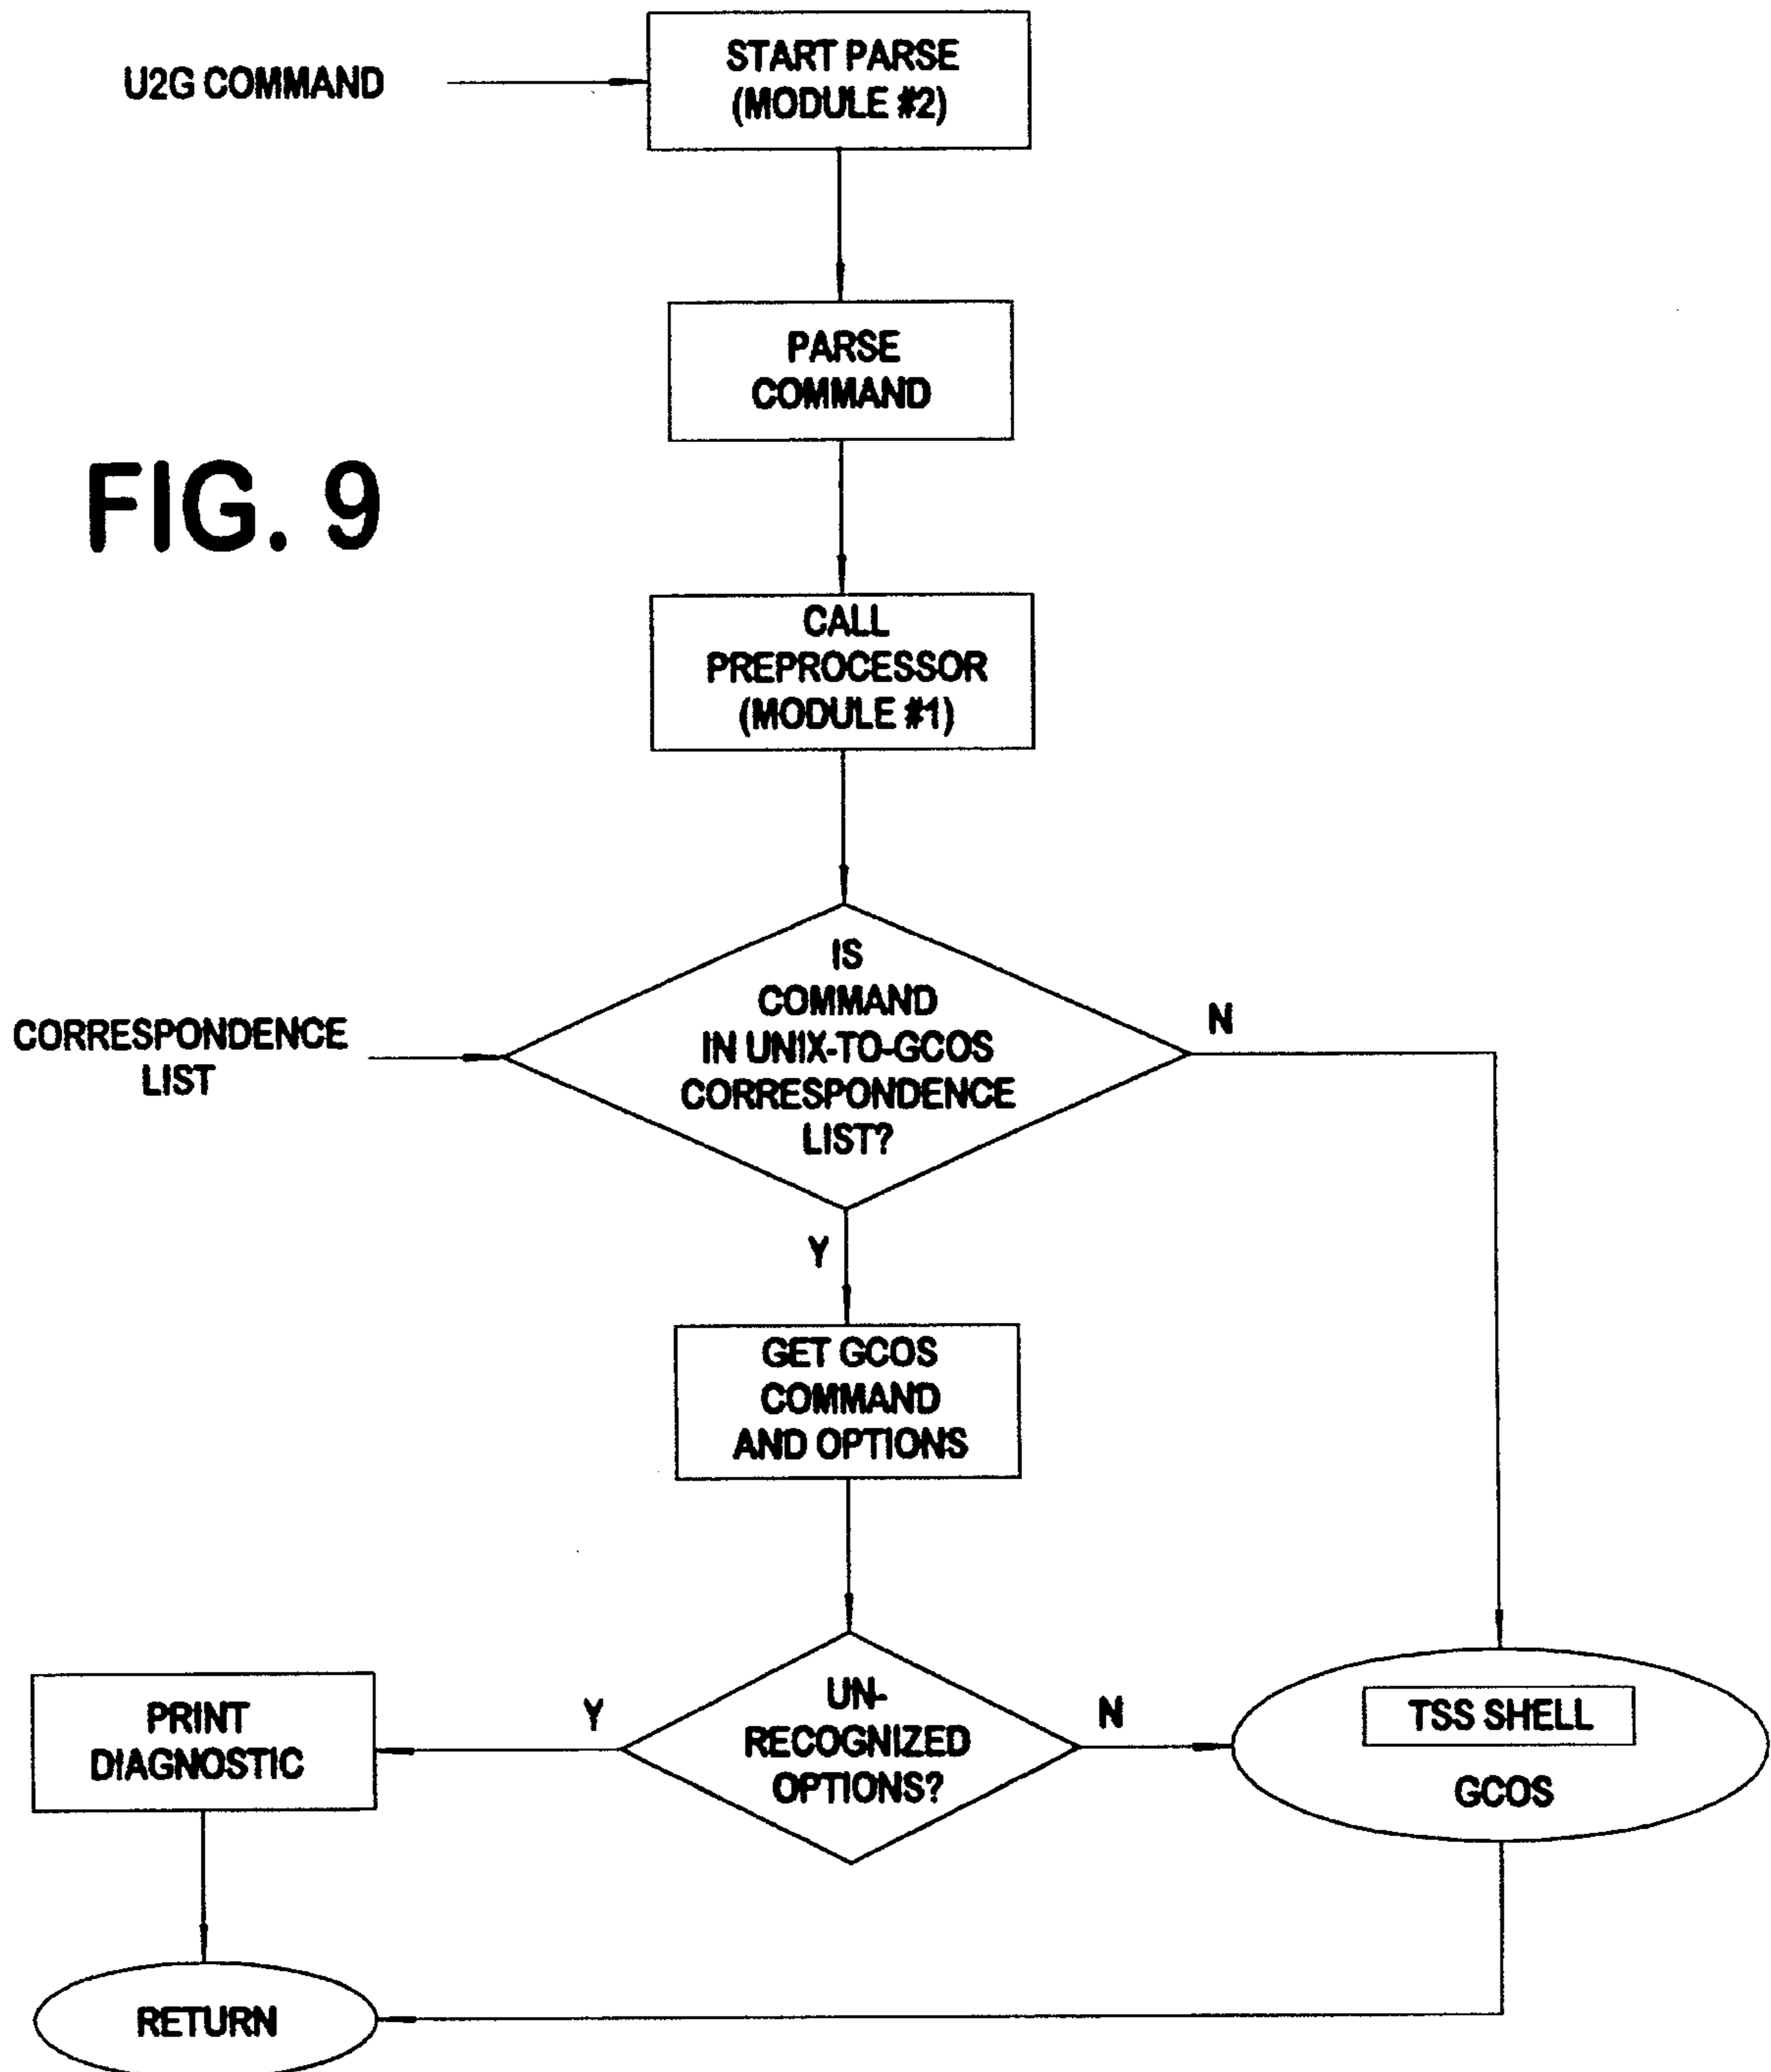 U2G COMMAND
START PARSE
(MODULE #2)
PARSE
COMMAND
FIG. 9
CALL
PREPROCESSOR
(MODULE #1)
CORRESPONDENCE
LIST
IS
COMMAND
IN UNIX-TO-GCOS
CORRESPONDENCE
LIST?
N
Y
GET GCOS
COMMAND
AND OPTIONS
PRINT
DIAGNOSTIC
Y
UN-
RECOGNIZED
OPTIONS?
N
TSS SHELL
GCOS
RETURN